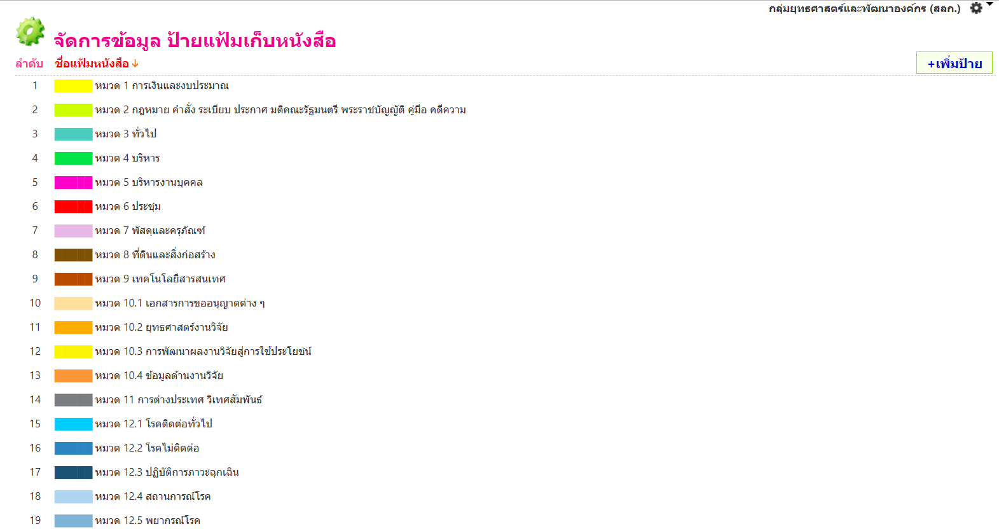 กลุ่มยุทธศาสตร์และพัฒนาองค์กร (สลก.)
จัดการข้อมูล ป้ายแฟ้มเก็บหนังสือ
ลำดับ ชื่อแฟ้มหนังสือ↓ +เพิ่มป้าย
1 หมวด 1 การเงินและงบประมาณ
2 หมวด 2 กฎหมาย คำสั่ง ระเบียบ ประกาศ มติคณะรัฐมนตรี พระราชบัญญัติ คู่มือ คดีความ
3 หมวด 3 ทั่วไป
4 หมวด 4 บริหาร
5 หมวด 5 บริหารงานบุคคล
6 หมวด 6 ประชุม
7 หมวด 7 พัสดุและครุภัณฑ์
8 หมวด 8 ที่ดินและสิ่งก่อสร้าง
9 หมวด 9 เทคโนโลยีสารสนเทศ
10 หมวด 10.1 เอกสารการขออนุญาตต่าง ๆ
11 หมวด 10.2 ยุทธศาสตร์งานวิจัย
12 หมวด 10.3 การพัฒนาผลงานวิจัยสู่การใช้ประโยชน์
13 หมวด 10.4 ข้อมูลด้านงานวิจัย
14 หมวด 11 การต่างประเทศ วิเทศสัมพันธ์
15 หมวด 12.1 โรคติดต่อทั่วไป
16 หมวด 12.2 โรคไม่ติดต่อ
17 หมวด 12.3 ปฏิบัติการภาวะฉุกเฉิน
18 หมวด 12.4 สถานการณ์โรค
19 หมวด 12.5 พยากรณ์โรค